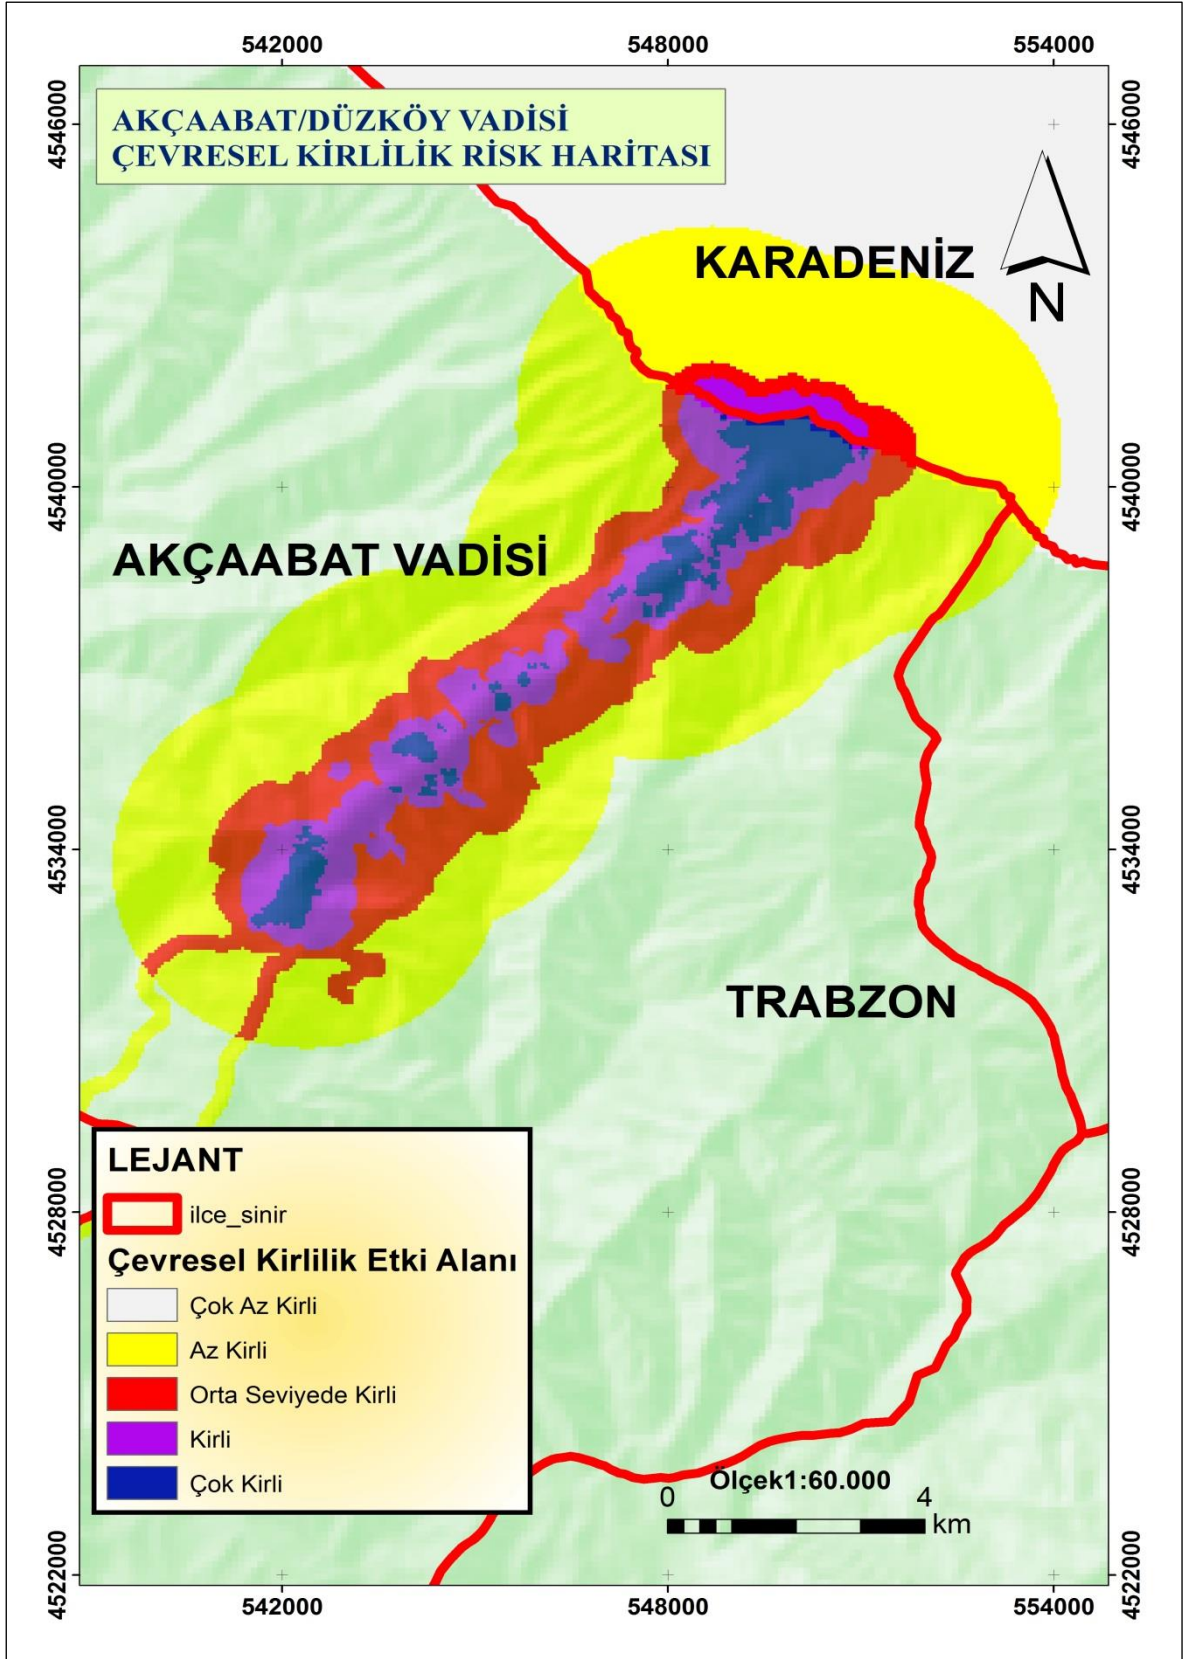 542000
548000
554000
4546000
4546000
AKÇAABAT/DÜZKÖY VADİSİ
ÇEVRESEL KİRLİLİK RİSK HARİTASI
KARADENİZ
N
4540000
4540000
AKÇAABAT VADİSİ
4534000
4534000
TRABZON
4528000
4528000
LEJANT
ilce_sinir
Çevresel Kirlilik Etki Alanı
Çok Az Kirli
Az Kirli
Orta Seviyede Kirli
Kirli
Çok Kirli
Ölçek1:60.000
0 4
km
4522000
4522000
542000
548000
554000